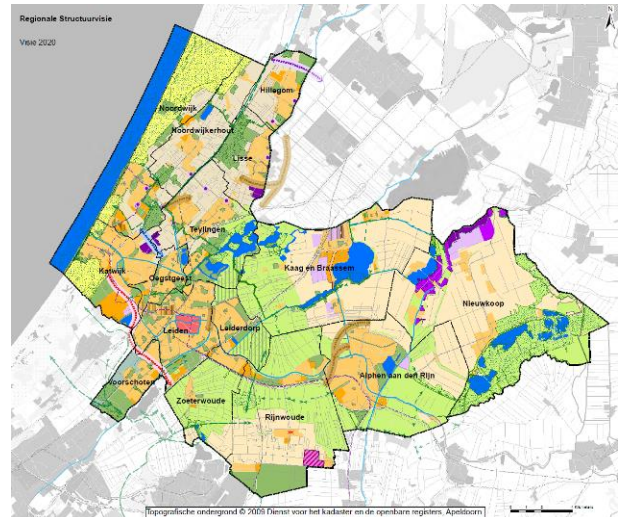 Regionale Structuurvisie
N
Visie 2020
Hillegom
Noordwijk
Noordwijkerhout
Lisse
Teylingen
Katwijk
Oegstgeest
Kaag en Braassem
Nieuwkoop
Leiden
Leiderdorp
Voorschoten
Alphen aan den Rijn
Zoeterwoude
Rijnwoude
Topografische ondergrond © 2009 Dienst voor het kadaster en de openbare registers, Apeldoorn